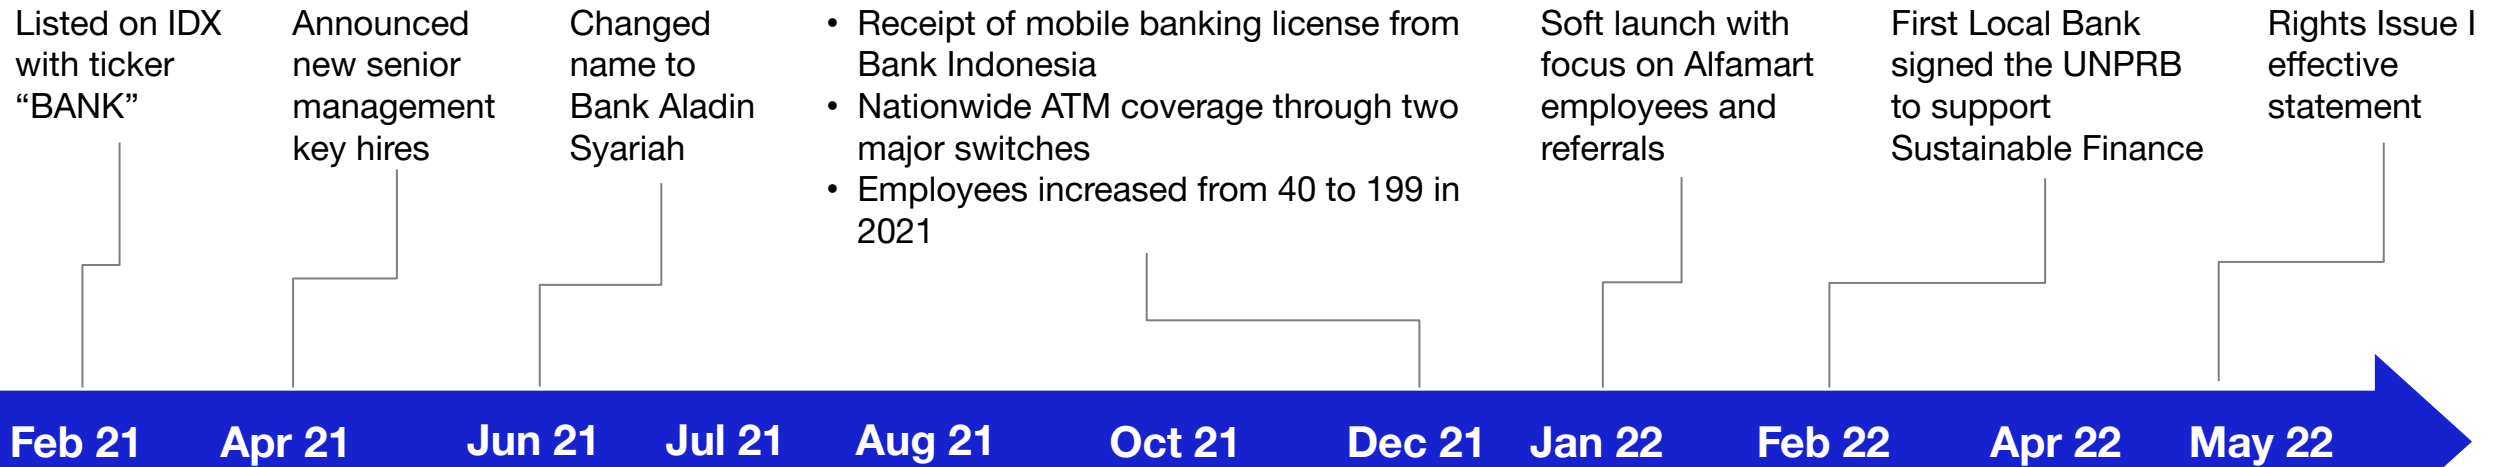 Listed on IDX
with ticker
“BANK”
Announced
new senior
management
key hires
Changed
name to
Bank Aladin
Syariah
• Receipt of mobile banking license from
Bank Indonesia
• Nationwide ATM coverage through two
major switches
• Employees increased from 40 to 199 in
2021
Soft launch with
focus on Alfamart
employees and
referrals
First Local Bank
signed the UNPRB
to support
Sustainable Finance
Rights Issue I
effective
statement
Feb 21
Apr 21
Jun 21
Jul 21
Aug 21
Oct 21
Dec 21
Jan 22
Feb 22
Apr 22
May 22